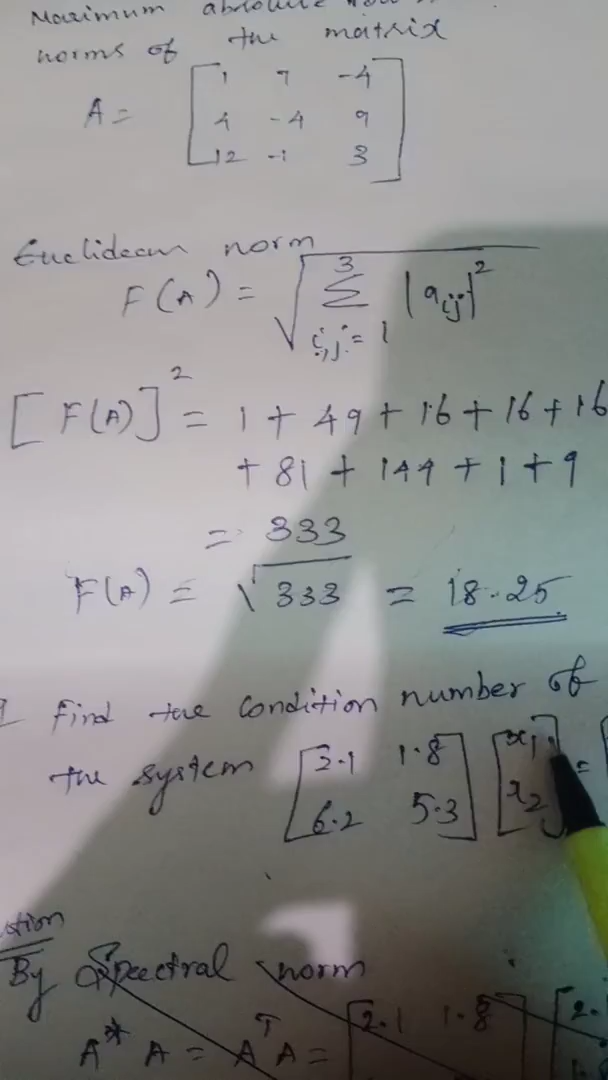 Maximum absolute
norms of the matrix
A = [1 7 -4
4 -4 9
12 -1 3]
Euclidean norm
F(A) = √(3 Σ i,j=1 |aij|²)
[F(A)]² = 1 + 49 + 16 + 16 + 16
+ 81 + 144 + 1 + 9
= 333
F(A) = √333 = 18.25
Find the condition number of
the system [2.1 1.8
6.2 5.3] [x1
x2] = [
By Spectral norm
A* A = Aᵀ A = [2.1 1.8 ] [2.